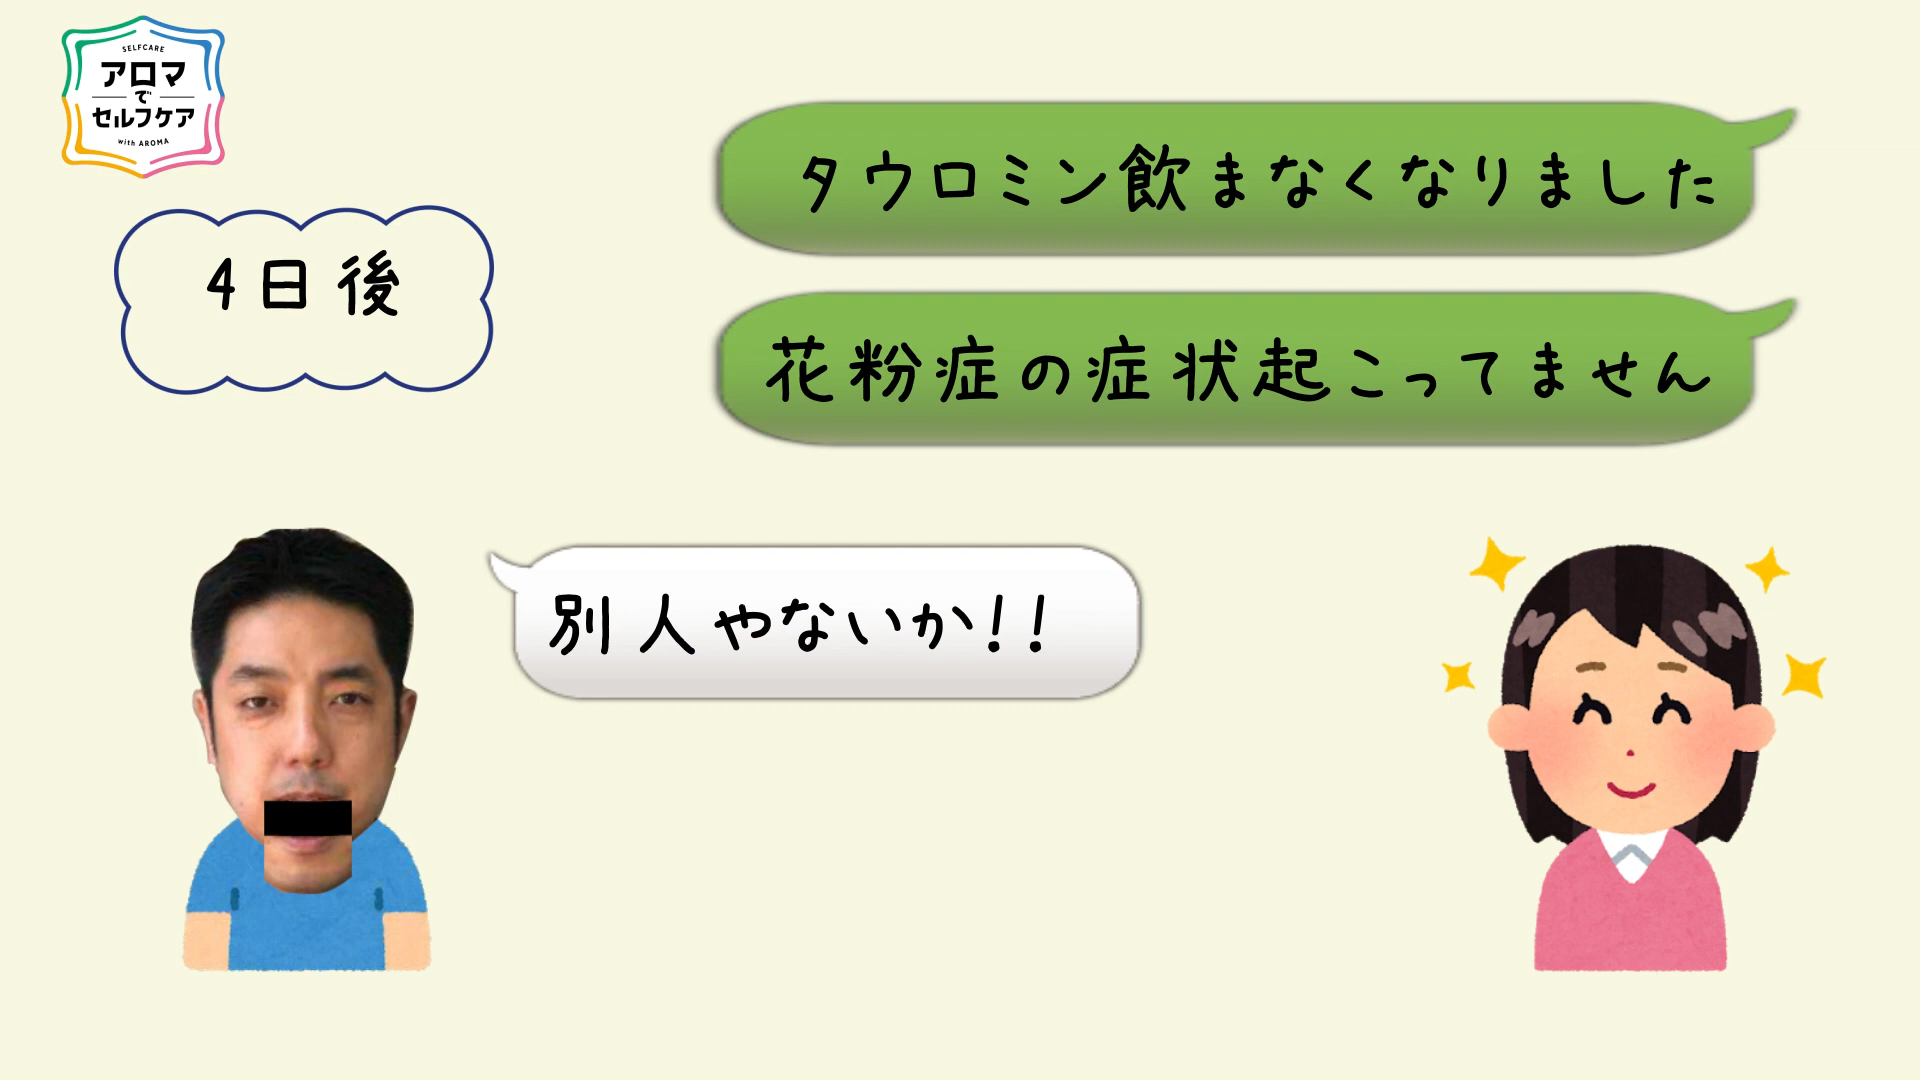 SELFCARE
アロマ
で
セルフケア
with AROMA
タウロミン飲まなくなりました
4日後
花粉症の症状起こってません
別人やないか!!